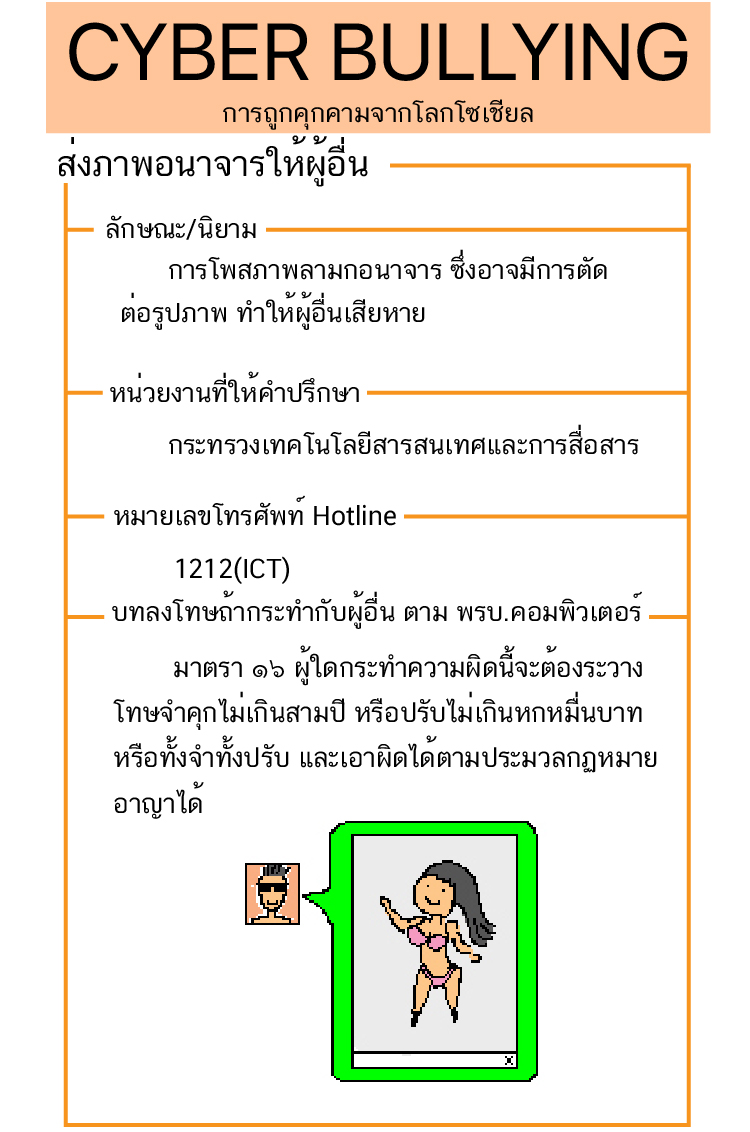 CYBER BULLYING
การถูกคุกคามจากโลกโซเชียล
ส่งภาพอนาจารให้ผู้อื่น
ลักษณะ/นิยาม
การโพสภาพลามกอนาจาร ซึ่งอาจมีการตัด
ต่อรูปภาพ ทำให้ผู้อื่นเสียหาย
หน่วยงานที่ให้คำปรึกษา
กระทรวงเทคโนโลยีสารสนเทศและการสื่อสาร
หมายเลขโทรศัพท์ Hotline
1212(ICT)
บทลงโทษถ้ากระทำกับผู้อื่น ตาม พรบ.คอมพิวเตอร์
มาตรา ๑๖ ผู้ใดกระทำความผิดนี้จะต้องระวาง
โทษจำคุกไม่เกินสามปี หรือปรับไม่เกินหกหมื่นบาท
หรือทั้งจำทั้งปรับ และเอาผิดได้ตามประมวลกฏหมาย
อาญาได้